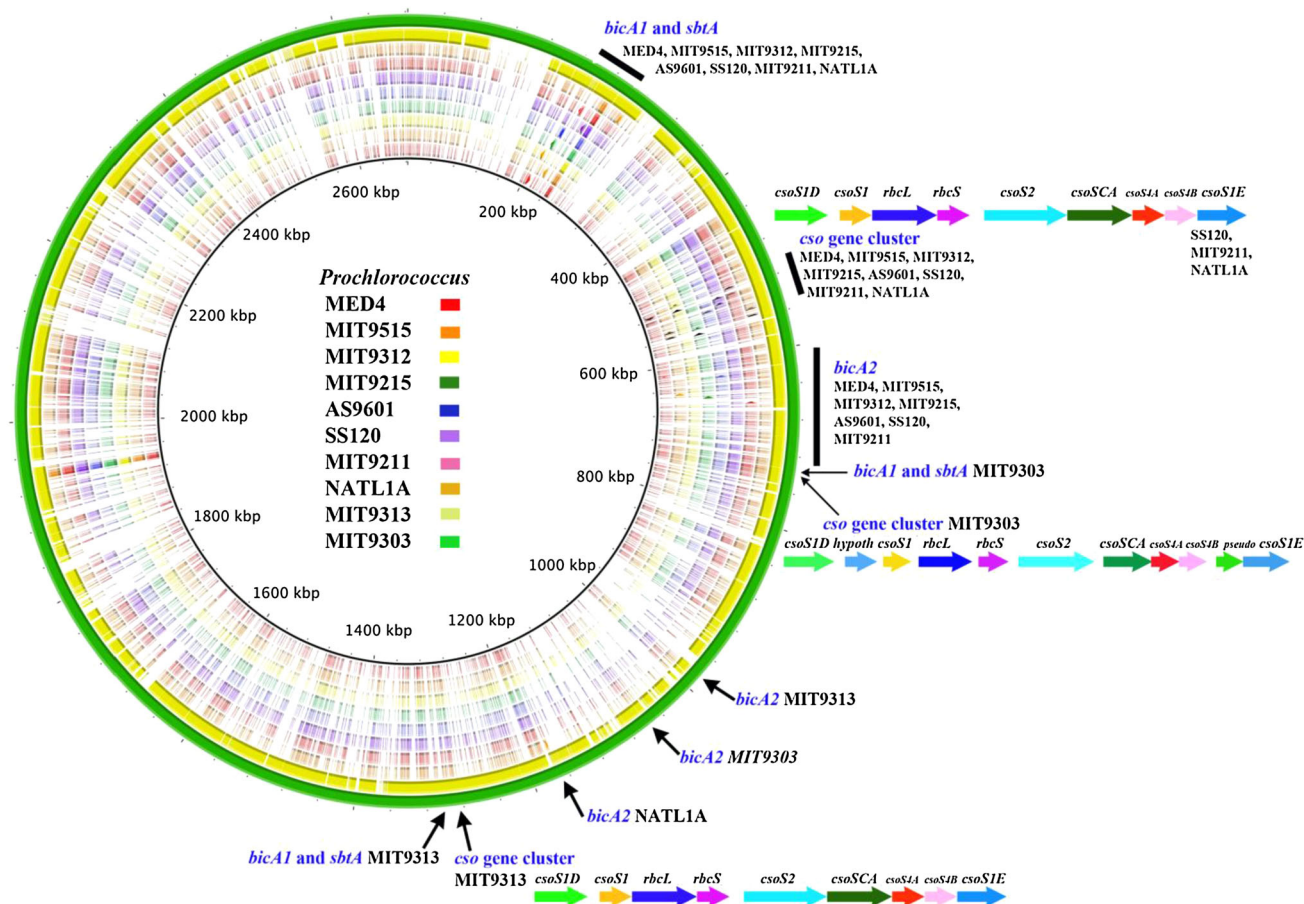 bicA1 and sbtA
MED4, MIT9515, MIT9312, MIT9215,
AS9601, SS120, MIT9211, NATL1A
csoS1D csoS1 rbcL rbcS csoS2 csoSCA csoS4A csoS4B csoS1E
cso gene cluster
MED4, MIT9515, MIT9312,
MIT9215, AS9601, SS120,
MIT9211, NATL1A
SS120,
MIT9211,
NATL1A
bicA2
MED4, MIT9515,
MIT9312, MIT9215,
AS9601, SS120,
MIT9211
bicA1 and sbtA MIT9303
cso gene cluster MIT9303
csoS1D hypoth csoS1 rbcL rbcS csoS2 csoSCA csoS4A csoS4B pseudo csoS1E
bicA2 MIT9313
bicA2 MIT9303
bicA2 NATL1A
bicA1 and sbtA MIT9313
cso gene cluster
MIT9313
csoS1D csoS1 rbcL rbcS csoS2 csoSCA csoS4A csoS4B csoS1E
200 kbp
400 kbp
600 kbp
800 kbp
1000 kbp
1200 kbp
1400 kbp
1600 kbp
1800 kbp
2000 kbp
2200 kbp
2400 kbp
2600 kbp
Prochlorococcus
MED4
MIT9515
MIT9312
MIT9215
AS9601
SS120
MIT9211
NATL1A
MIT9313
MIT9303